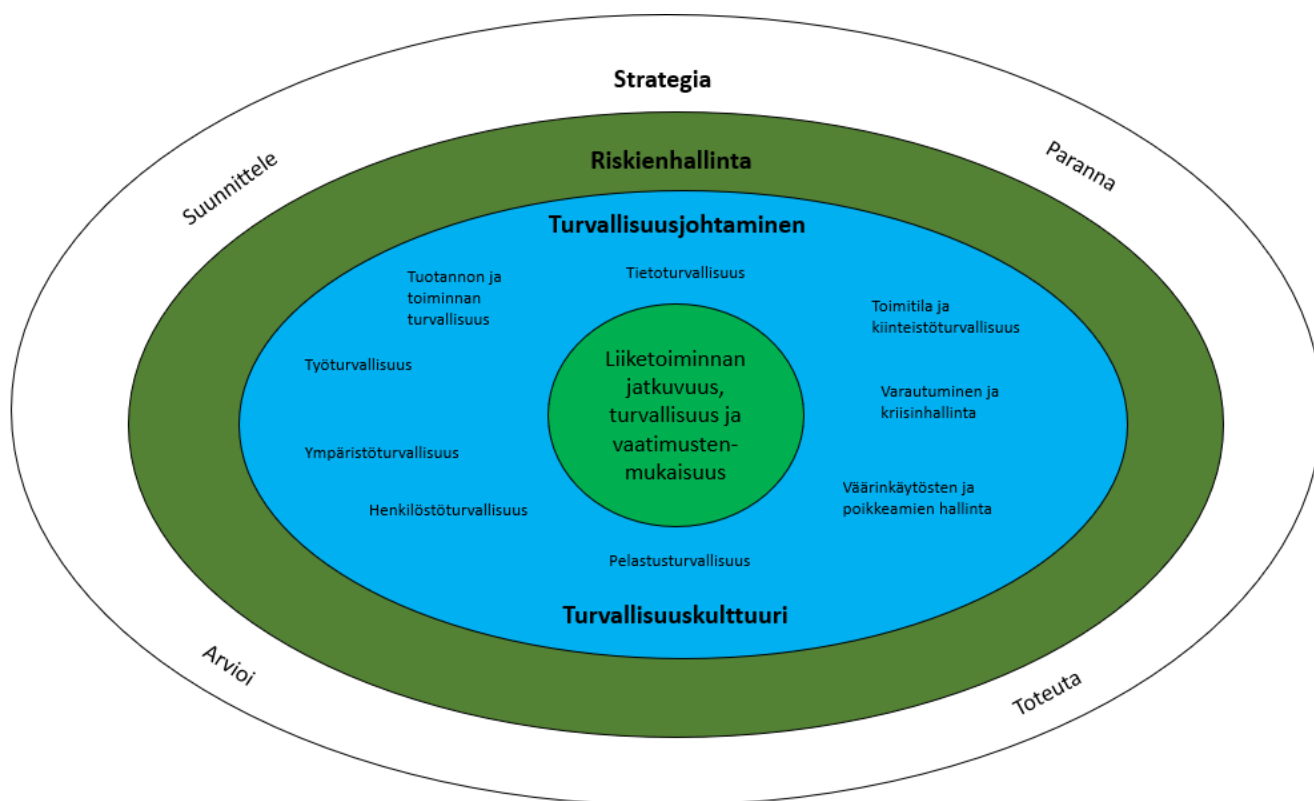 Strategia
Suunnittele
Paranna
Riskienhallinta
Turvallisuusjohtaminen
Tuotannon ja
toiminnan
turvallisuus
Tietoturvallisuus
Toimitila ja
kiinteistöturvallisuus
Työturvallisuus
Liiketoiminnan
jatkuvuus,
turvallisuus ja
vaatimusten-
mukaisuus
Varautuminen ja
kriisinhallinta
Ympäristöturvallisuus
Henkilöstöturvallisuus
Väärinkäytösten ja
poikkeamien hallinta
Pelastusturvallisuus
Turvallisuuskulttuuri
Arvioi
Toteuta